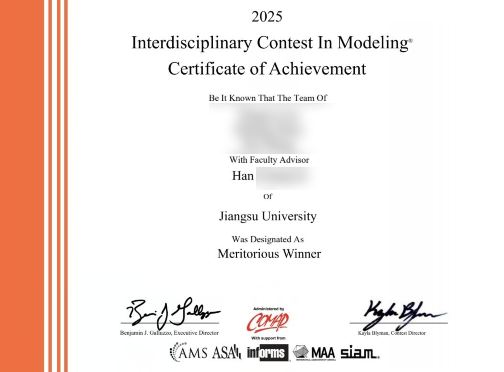 2025
Interdisciplinary Contest In Modeling®
Certificate of Achievement
Be It Known That The Team Of
With Faculty Advisor
Han
Of
Jiangsu University
Was Designated As
Meritorious Winner
Administered by
COMAP
With support from
Benjamin J. Galluzzo, Executive Director
Kayla Blyman, Contest Director
AMS ASA informs MAA siam.